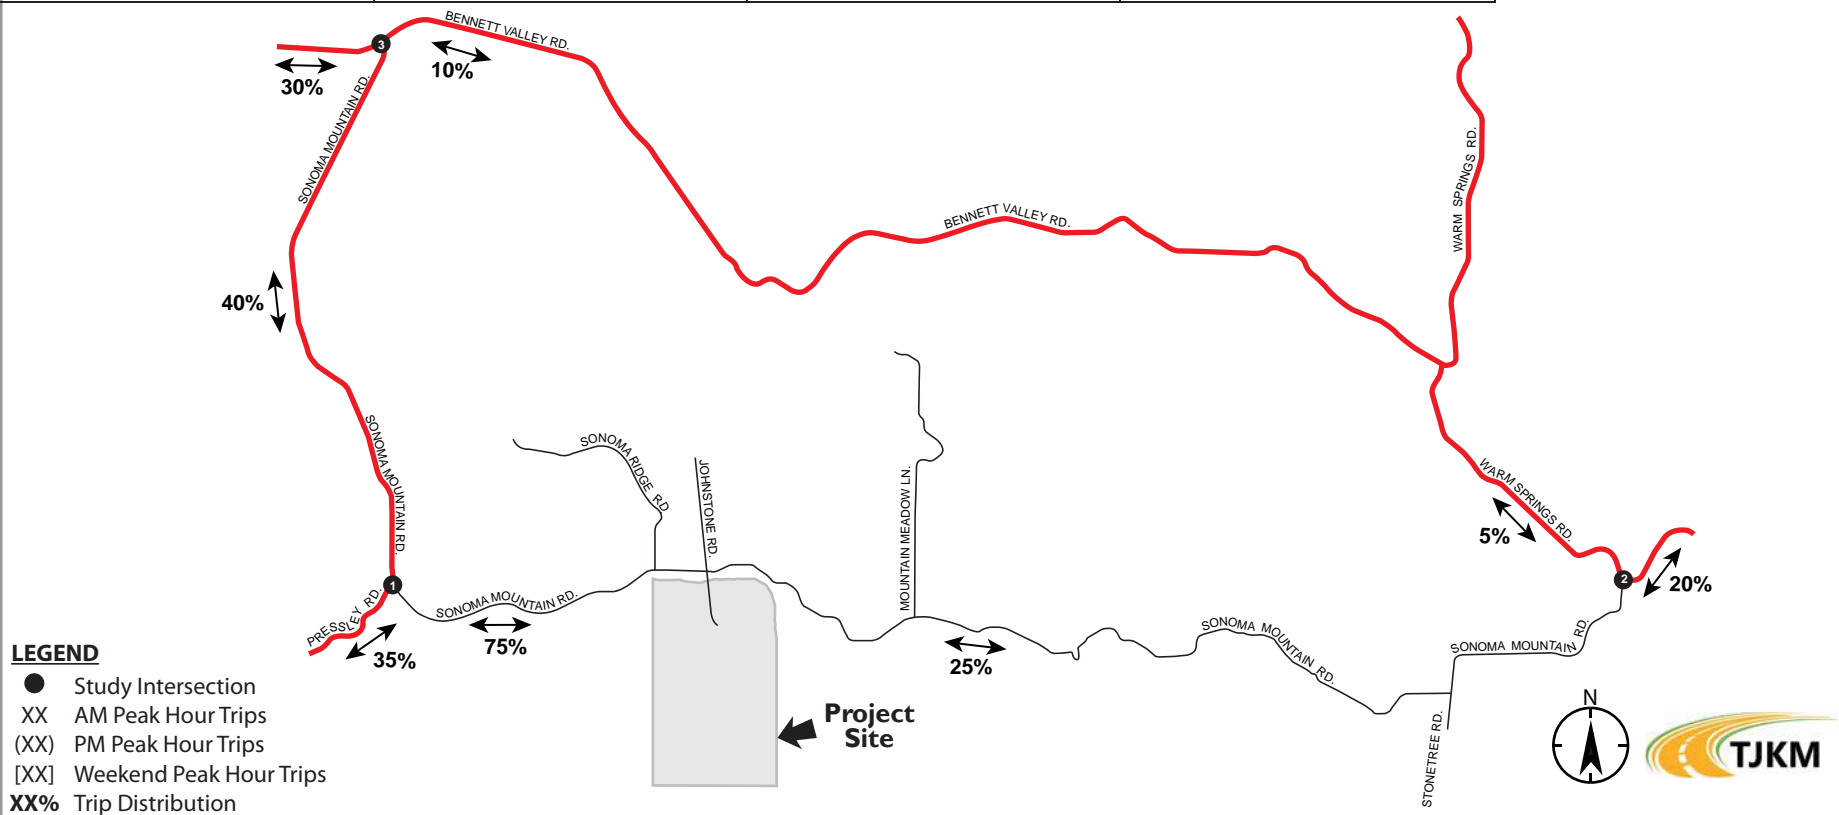 BENNETT VALLEY RD.
3
30%
10%
SONOMA MOUNTAIN RD.
WARM SPRINGS RD.
BENNETT VALLEY RD.
40%
SONOMA MOUNTAIN RD.
SONOMA RIDGE R.D
JOHNSTONE RD.
MOUNTAIN MEADOW LN.
WARM SPRINGS RD.
5%
2
20%
1
PRESSLEY RD.
35%
SONOMA MOUNTAIN RD.
75%
25%
SONOMA MOUNTAIN RD.
SONOMA MOUNTAIN RD.
STONETREE RD.
Project
Site
LEGEND
Study Intersection
XX AM Peak Hour Trips
(XX) PM Peak Hour Trips
[XX] Weekend Peak Hour Trips
XX% Trip Distribution
N
TJKM